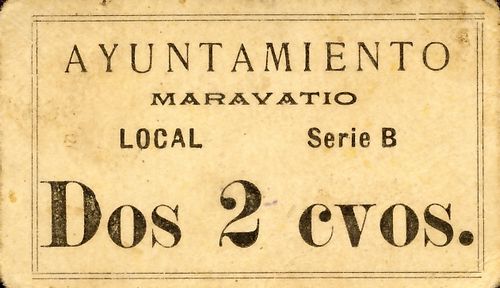 AYUNTAMIENTO
MARAVATIO
LOCAL Serie B
Dos 2 cvos.